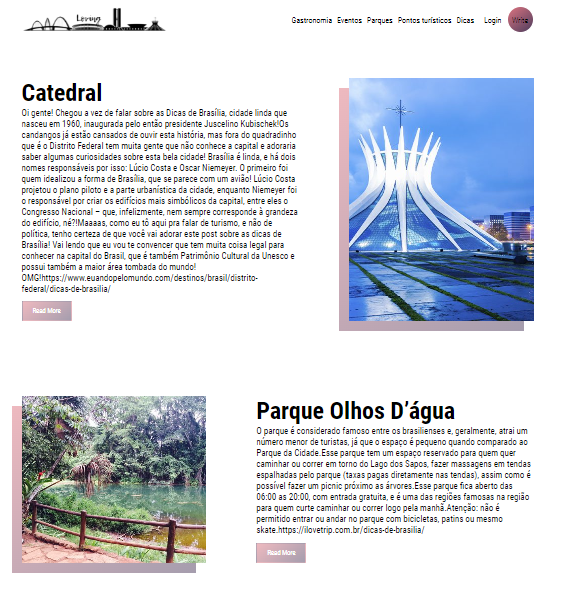 Loving
Gastronomia Eventos Parques Pontos turísticos Dicas Login Write
Catedral
Oi gente! Chegou a vez de falar sobre as Dicas de Brasília, cidade linda que
nasceu em 1960, inaugurada pelo então presidente Juscelino Kubischek!Os
candangos já estão cansados de ouvir esta história, mas fora do quadradinho
que é o Distrito Federal tem muita gente que não conhece a capital e adoraria
saber algumas curiosidades sobre esta bela cidade! Brasília é linda, e há dois
nomes responsáveis por isso: Lúcio Costa e Oscar Niemeyer. O primeiro foi
quem idealizou a forma de Brasília, que se parece com um avião! Lúcio Costa
projetou o plano piloto e a parte urbanística da cidade, enquanto Niemeyer foi
o responsável por criar os edifícios mais simbólicos da capital, entre eles o
Congresso Nacional – que, infelizmente, nem sempre corresponde à grandeza
do edifício, né?!Maaaas, como eu tô aqui pra falar de turismo, e não de
política, tenho certeza de que você vai adorar este post sobre as dicas de
Brasília! Vai lendo que eu vou te convencer que tem muita coisa legal para
conhecer na capital do Brasil, que é também Patrimônio Cultural da Unesco e
possui também a maior área tombada do mundo!
OMG!https://www.euandopelomundo.com/destinos/brasil/distrito-
federal/dicas-de-brasilia/
Read More
Parque Olhos D'água
O parque é considerado famoso entre os brasilienses e, geralmente, atrai um
número menor de turistas, já que o espaço é pequeno quando comparado ao
Parque da Cidade.Esse parque tem um espaço reservado para quem quer
caminhar ou correr em torno do Lago dos Sapos, fazer massagens em tendas
espalhadas pelo parque (taxas pagas diretamente nas tendas), assim como é
possível fazer um picnic próximo as árvores.Esse parque fica aberto das
06:00 as 20:00, com entrada gratuita, e é uma das regiões famosas na região
para quem curte caminhar ou correr logo pela manhã.Atenção: não é
permitido entrar ou andar no parque com bicicletas, patins ou mesmo
skate.https://ilovetrip.com.br/dicas-de-brasilia/
Read More